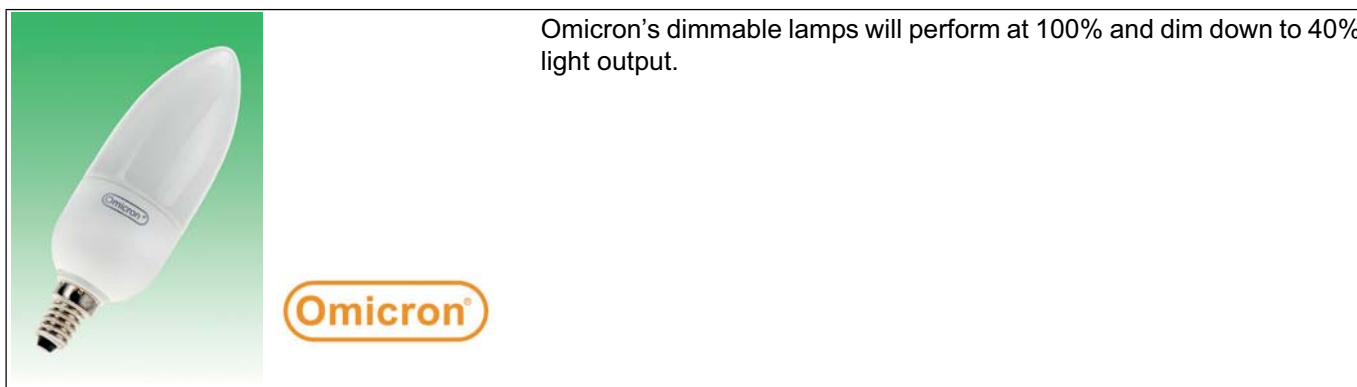 Omicron’s dimmable lamps will perform at 100% and dim down to 40%
light output.
Omicron®
Omicron®